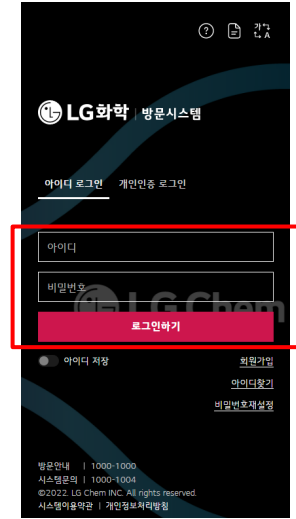 가 A
LG화학 | 방문시스템
아이디 로그인 개인인증 로그인
아이디
비밀번호
LG Chem
로그인하기
아이디 저장 회원가입
아이디찾기
비밀번호재설정
방문안내 | 1000-1000
시스템문의 | 1000-1004
©2022. LG Chem INC. All rights reserved.
시스템이용약관 | 개인정보처리방침